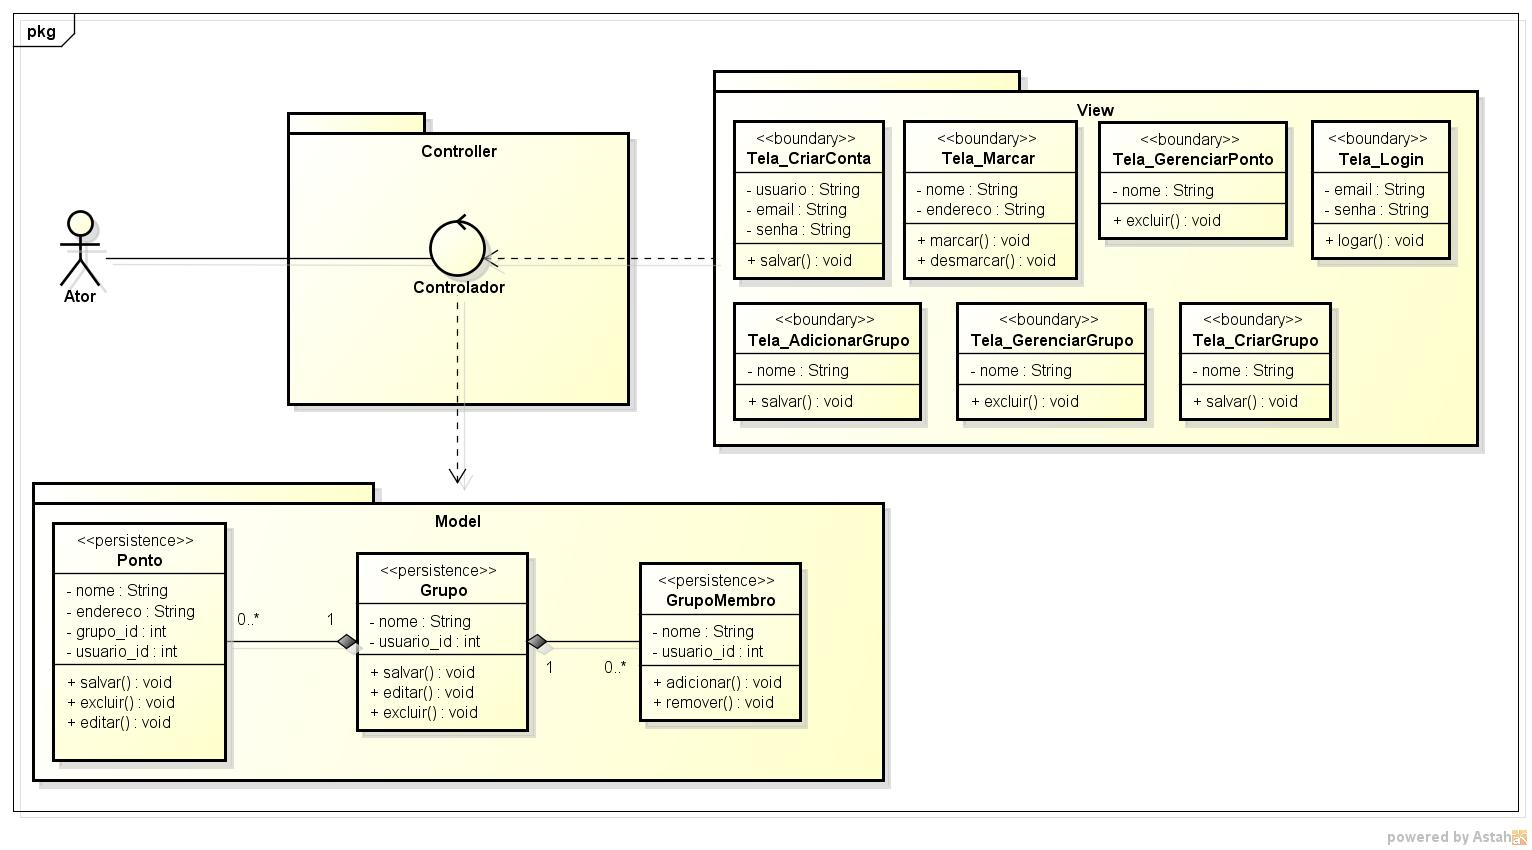 pkg
View
Controller
<<boundary>>
Tela_CriarConta
- usuario : String
- email : String
- senha : String
+ salvar() : void
<<boundary>>
Tela_Marcar
- nome : String
- endereco : String
+ marcar() : void
+ desmarcar() : void
<<boundary>>
Tela_GerenciarPonto
- nome : String
+ excluir() : void
<<boundary>>
Tela_Login
- email : String
- senha : String
+ logar() : void
Ator
Controlador
<<boundary>>
Tela_AdicionarGrupo
- nome : String
+ salvar() : void
<<boundary>>
Tela_GerenciarGrupo
- nome : String
+ excluir() : void
<<boundary>>
Tela_CriarGrupo
- nome : String
+ salvar() : void
Model
<<persistence>>
Ponto
- nome : String
- endereco : String
- grupo_id : int
- usuario_id : int
+ salvar() : void
+ excluir() : void
+ editar() : void
0..*
1
<<persistence>>
Grupo
- nome : String
- usuario_id : int
+ salvar() : void
+ editar() : void
+ excluir() : void
1
0..*
<<persistence>>
GrupoMembro
- nome : String
- usuario_id : int
+ adicionar() : void
+ remover() : void
powered by Astah